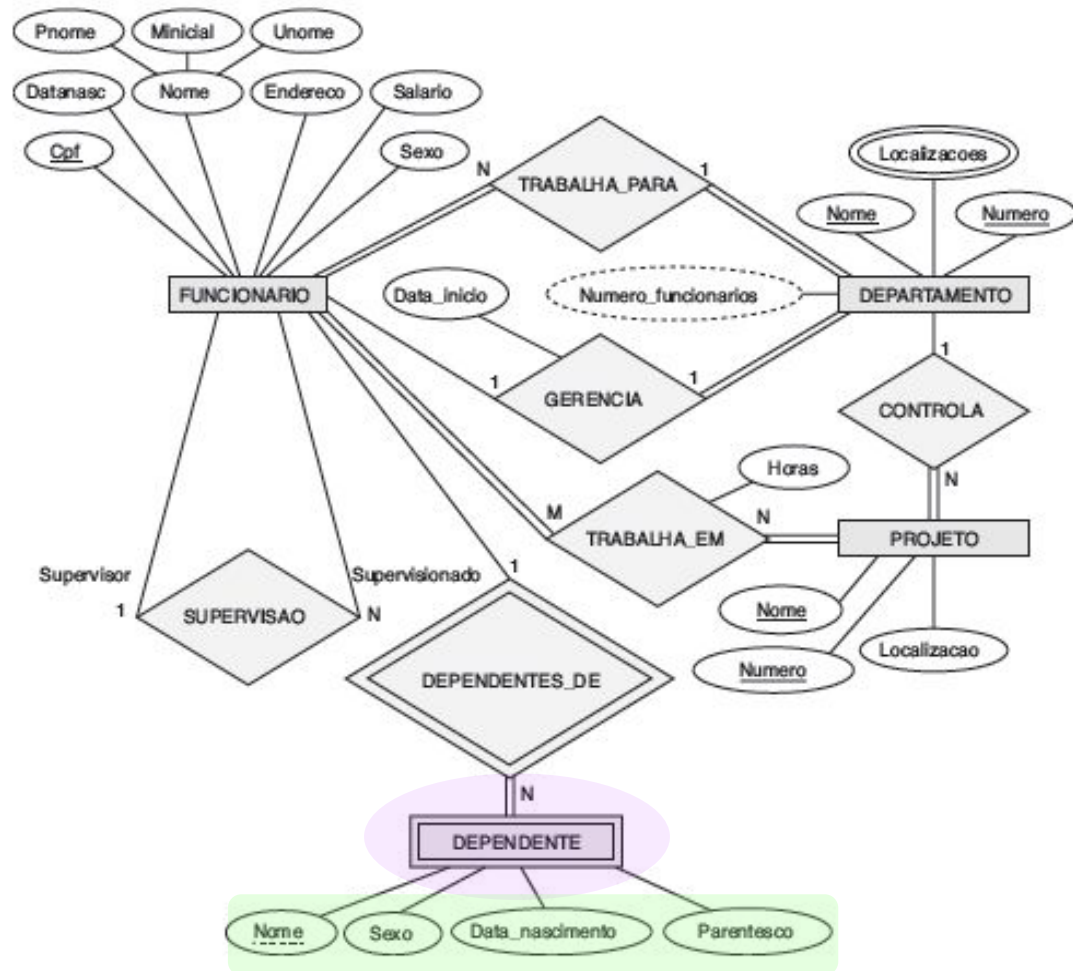 Pnome
Minicial
Unome
Datanasc
Nome
Endereco
Salario
Cpf
Sexo
N
TRABALHA_PARA
1
Localizacoes
Nome
Numero
FUNCIONARIO
Data_inicio
Numero_funcionarios
DEPARTAMENTO
1
GERENCIA
1
1
CONTROLA
N
Horas
M
TRABALHA_EM
N
PROJETO
Supervisor
1
SUPERVISAO
Supervisionado
N
1
Nome
Numero
Localizacao
DEPENDENTES_DE
N
DEPENDENTE
Nome
Sexo
Data_nascimento
Parentesco